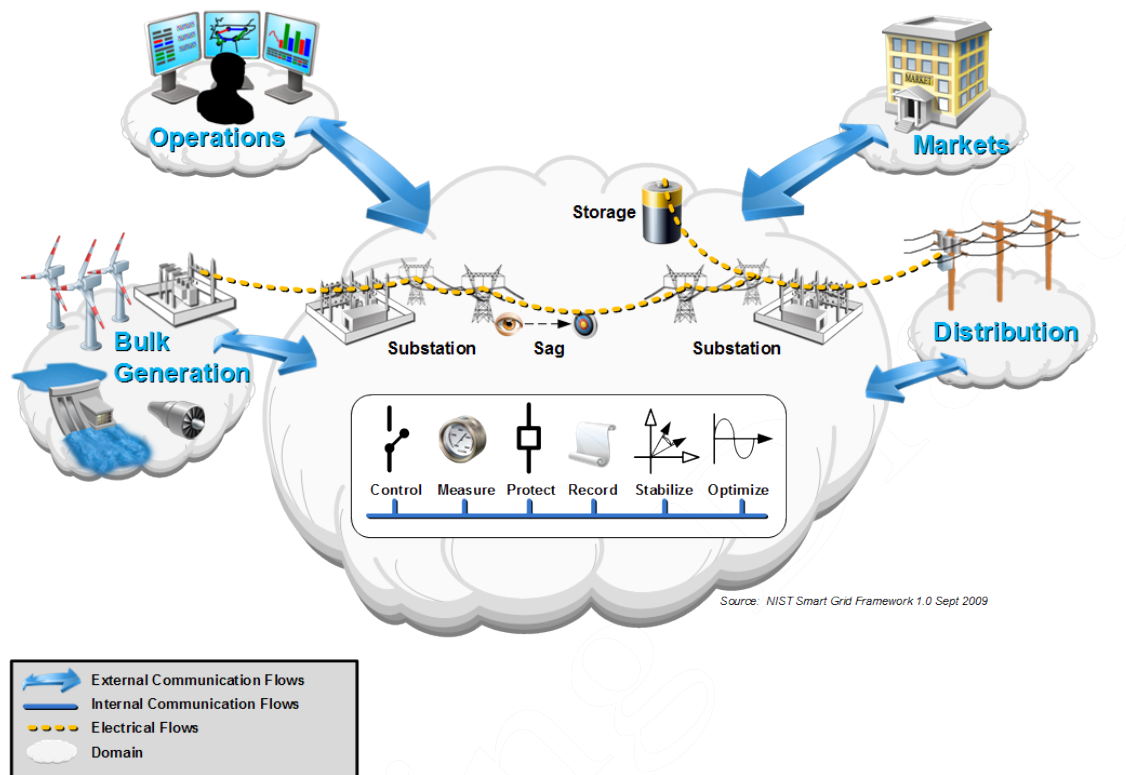 Operations
MARKET
Markets
Storage
Bulk
Generation
Substation
Sag
Substation
Distribution
Control
Measure
Protect
Record
Stabilize
Optimize
Source: NIST Smart Grid Framework 1.0 Sept 2009
External Communication Flows
Internal Communication Flows
Electrical Flows
Domain